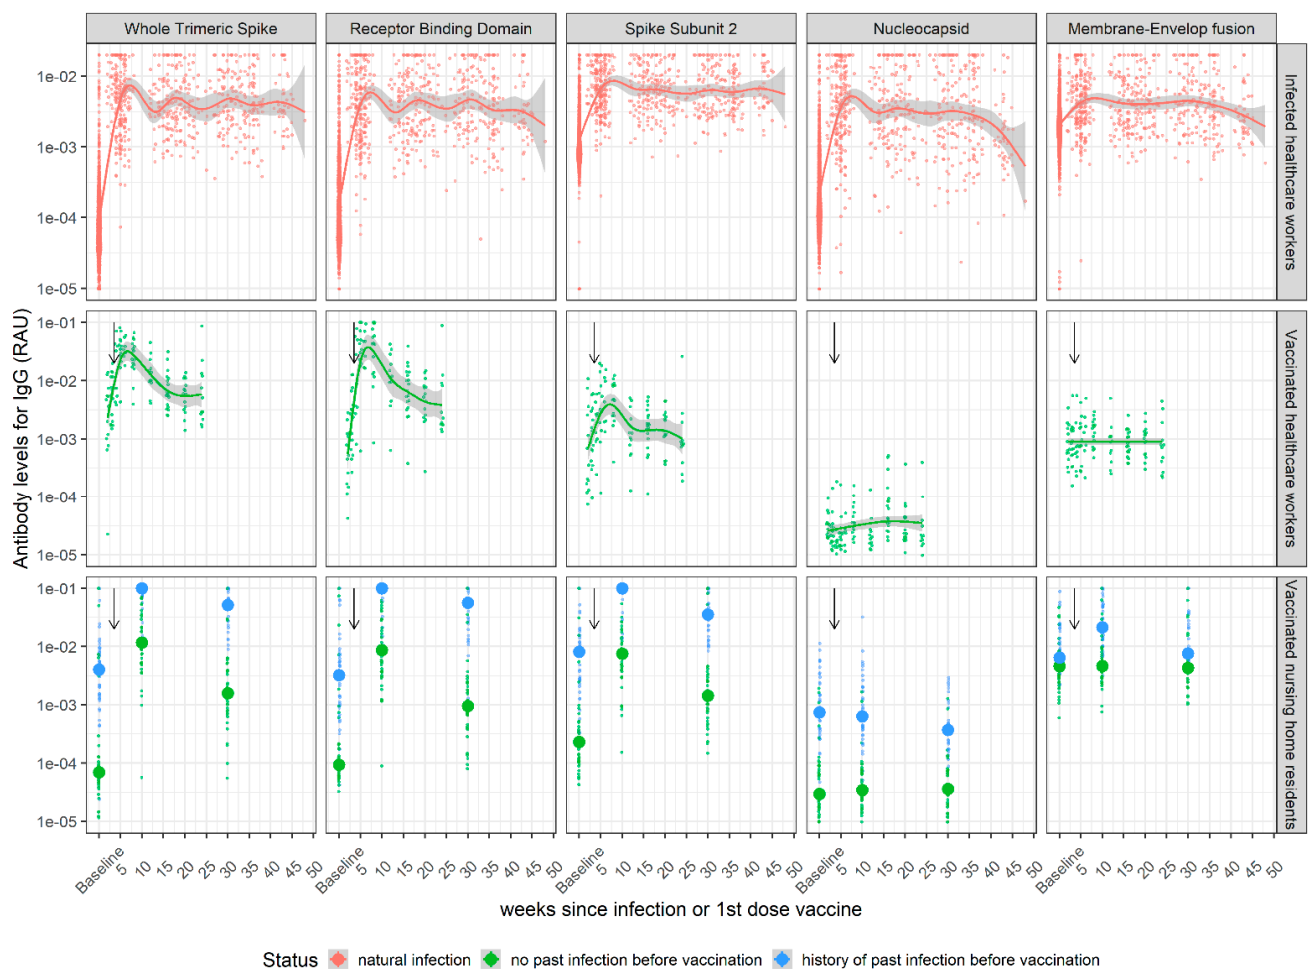 Whole Trimeric Spike
Receptor Binding Domain
Spike Subunit 2
Nucleocapsid
Membrane-Envelop fusion
Antibody levels for IgG (RAU)
1e-02
1e-03
1e-04
1e-05
Infected healthcare workers
1e-01
1e-02
1e-03
1e-04
1e-05
Vaccinated healthcare workers
1e-01
1e-02
1e-03
1e-04
1e-05
Vaccinated nursing home residents
Baseline 5 10 15 20 25 30 35 40 45 50
Baseline 5 10 15 20 25 30 35 40 45 50
Baseline 5 10 15 20 25 30 35 40 45 50
Baseline 5 10 15 20 25 30 35 40 45 50
Baseline 5 10 15 20 25 30 35 40 45 50
weeks since infection or 1st dose vaccine
Status natural infection no past infection before vaccination history of past infection before vaccination